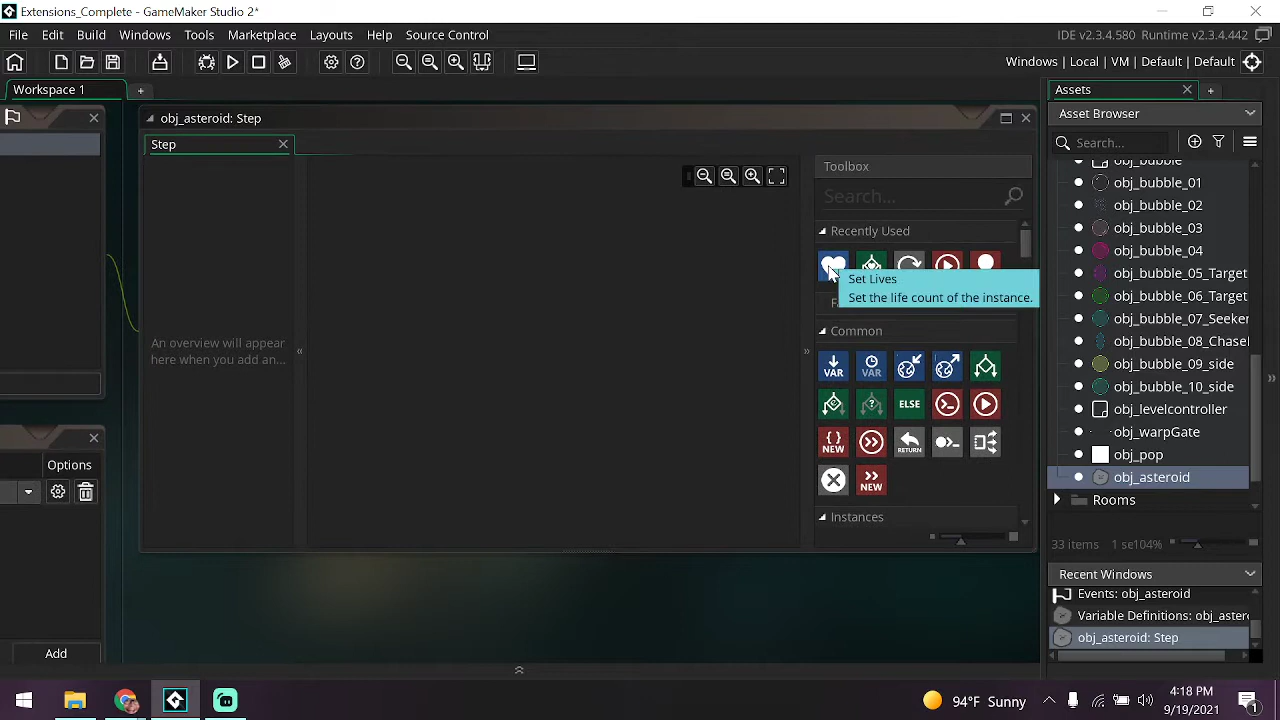 Extensions_Complete - GameMaker Studio 2*
File Edit Build Windows Tools Marketplace Layouts Help Source Control
IDE v2.3.4.580 Runtime v2.3.4.442
Windows | Local | VM | Default | Default
Workspace 1
obj_asteroid: Step
Step
An overview will appear
here when you add an...
Options
Add
Toolbox
Search...
Recently Used
Set Lives
Set the life count of the instance.
Common
VAR
VAR
ELSE
NEW
RETURN
NEW
Instances
Assets
Asset Browser
Search...
obj_bubble
obj_bubble_01
obj_bubble_02
obj_bubble_03
obj_bubble_04
obj_bubble_05_Target
obj_bubble_06_Target
obj_bubble_07_Seeker
obj_bubble_08_Chasel
obj_bubble_09_side
obj_bubble_10_side
obj_levelcontroller
obj_warpGate
obj_pop
obj_asteroid
Rooms
33 items 1 se104%
Recent Windows
Events: obj_asteroid
Variable Definitions: obj_aster
obj_asteroid: Step
94°F Sunny
4:18 PM
9/19/2021
1